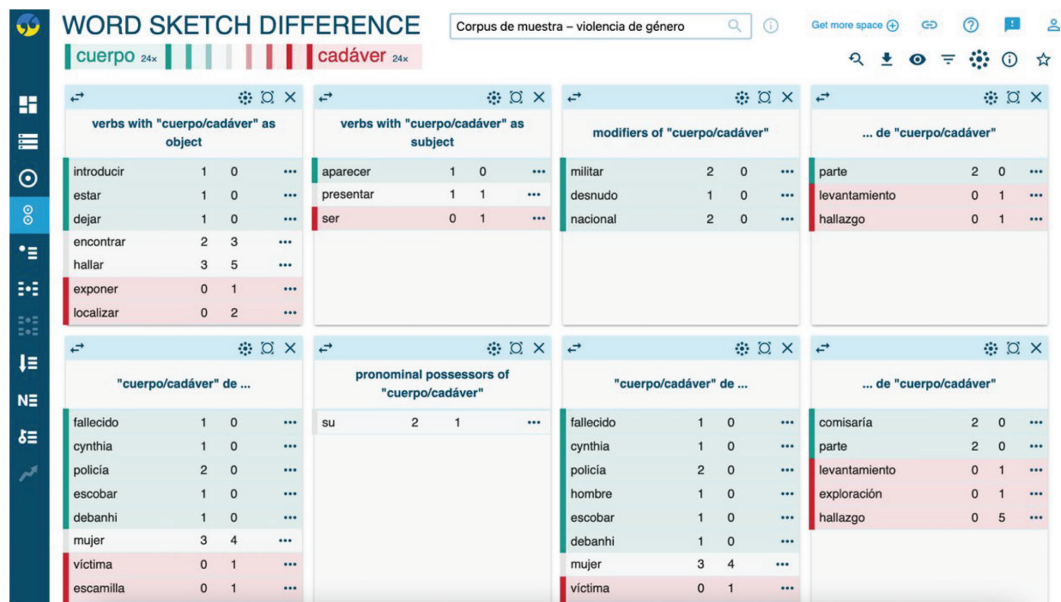 WORD SKETCH DIFFERENCE
Corpus de muestra – violencia de género
Get more space
cuerpo 24x
cadáver 24x
verbs with "cuerpo/cadáver" as
object
introducir 1 0
estar 1 0
dejar 1 0
encontrar 2 3
hallar 3 5
exponer 0 1
localizar 0 2
verbs with "cuerpo/cadáver" as
subject
aparecer 1 0
presentar 1 1
ser 0 1
modifiers of "cuerpo/cadáver"
militar 2 0
desnudo 1 0
nacional 2 0
... de "cuerpo/cadáver"
parte 2 0
levantamiento 0 1
hallazgo 0 1
"cuerpo/cadáver" de ...
fallecido 1 0
cynthia 1 0
policía 2 0
escobar 1 0
debanhi 1 0
mujer 3 4
víctima 0 1
escamilla 0 1
pronominal possessors of
"cuerpo/cadáver"
su 2 1
"cuerpo/cadáver" de ...
fallecido 1 0
cynthia 1 0
policía 2 0
hombre 1 0
escobar 1 0
debanhi 1 0
mujer 3 4
víctima 0 1
... de "cuerpo/cadáver"
comisaría 2 0
parte 2 0
levantamiento 0 1
exploración 0 1
hallazgo 0 5